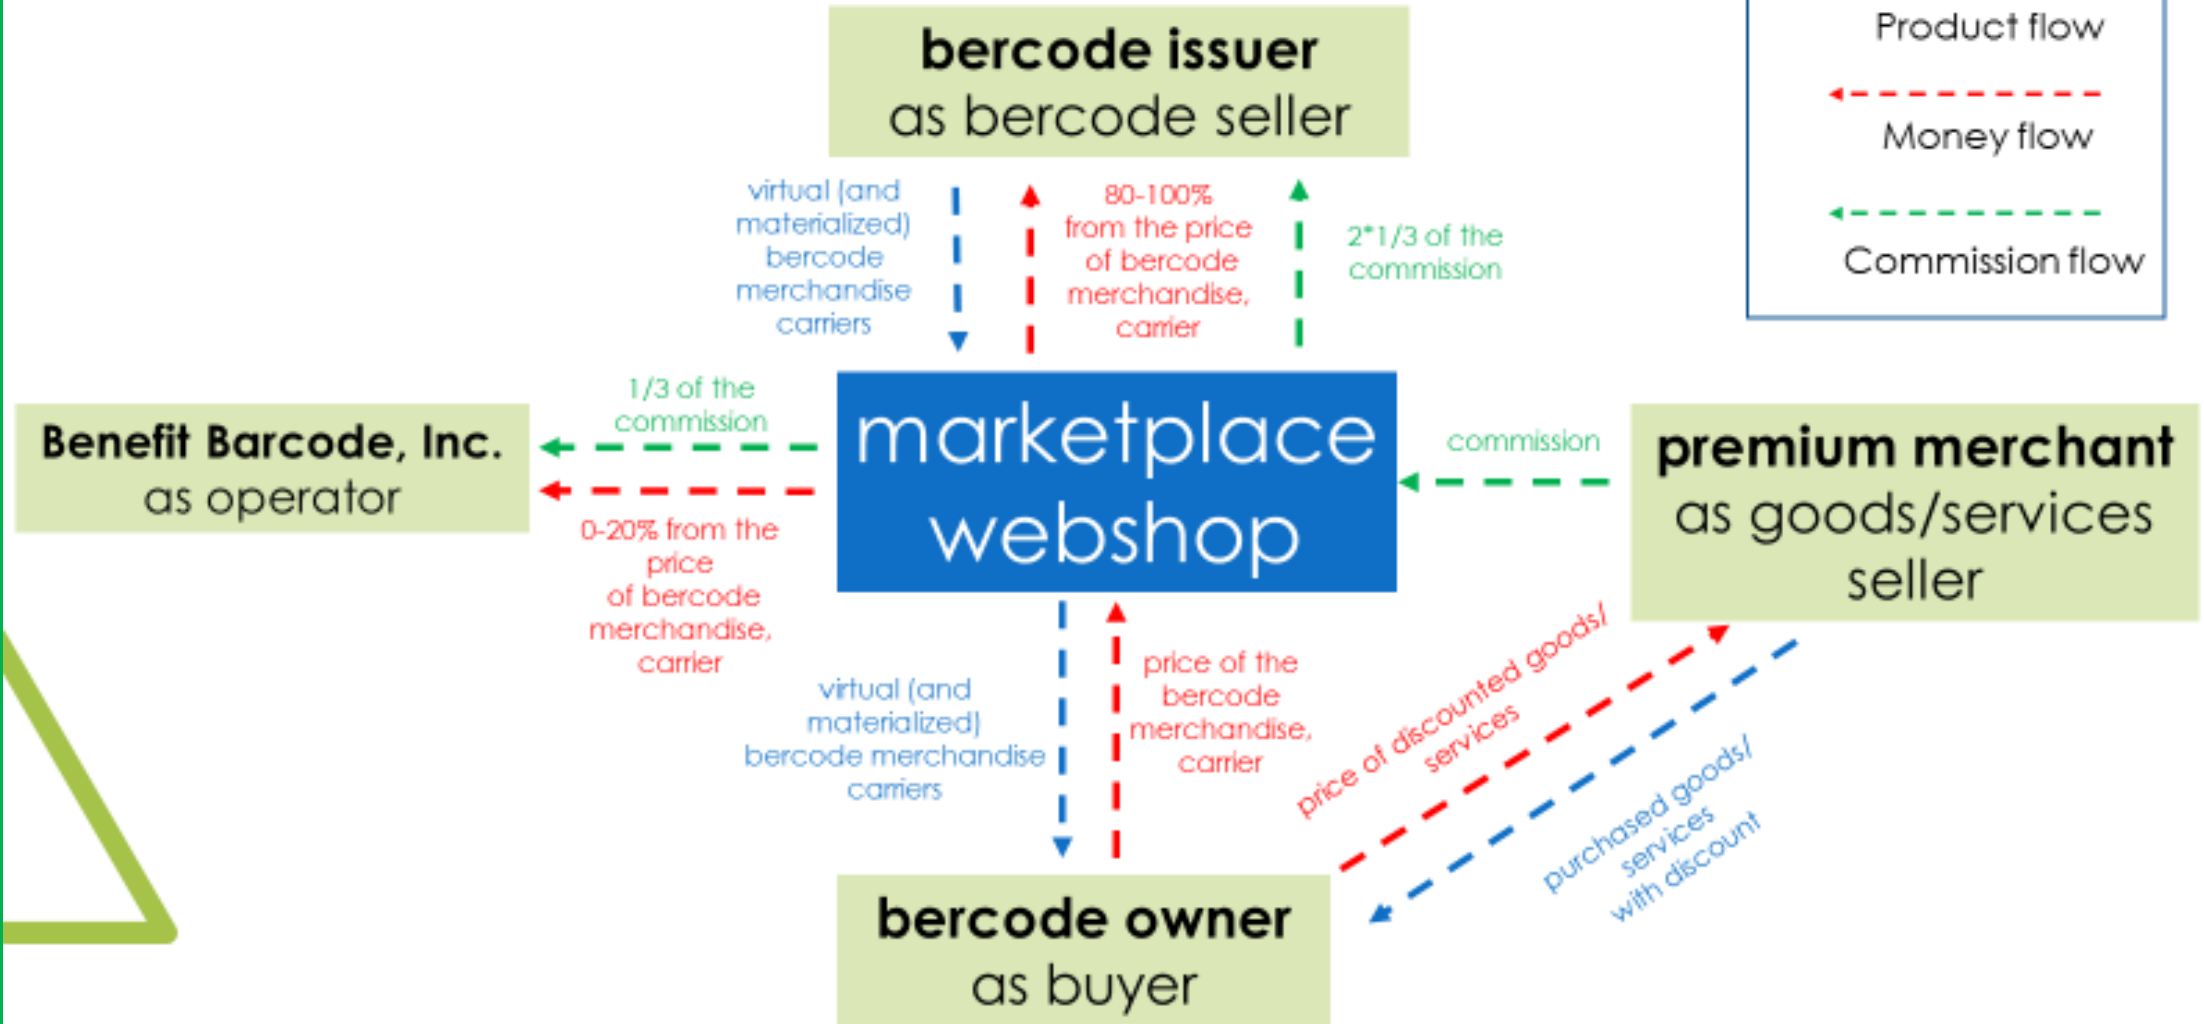 bercode issuer
as bercode seller
Product flow
Money flow
Commission flow
virtual (and
materialized)
bercode
merchandise
carriers
80-100%
from the price
of bercode
merchandise,
carrier
2*1/3 of the
commission
Benefit Barcode, Inc.
as operator
1/3 of the
commission
0-20% from the
price
of bercode
merchandise,
carrier
marketplace
webshop
commission
premium merchant
as goods/services
seller
virtual (and
materialized)
bercode merchandise
carriers
price of the
bercode
merchandise,
carrier
price of discounted goods/
services
purchased goods/
services
with discount
bercode owner
as buyer